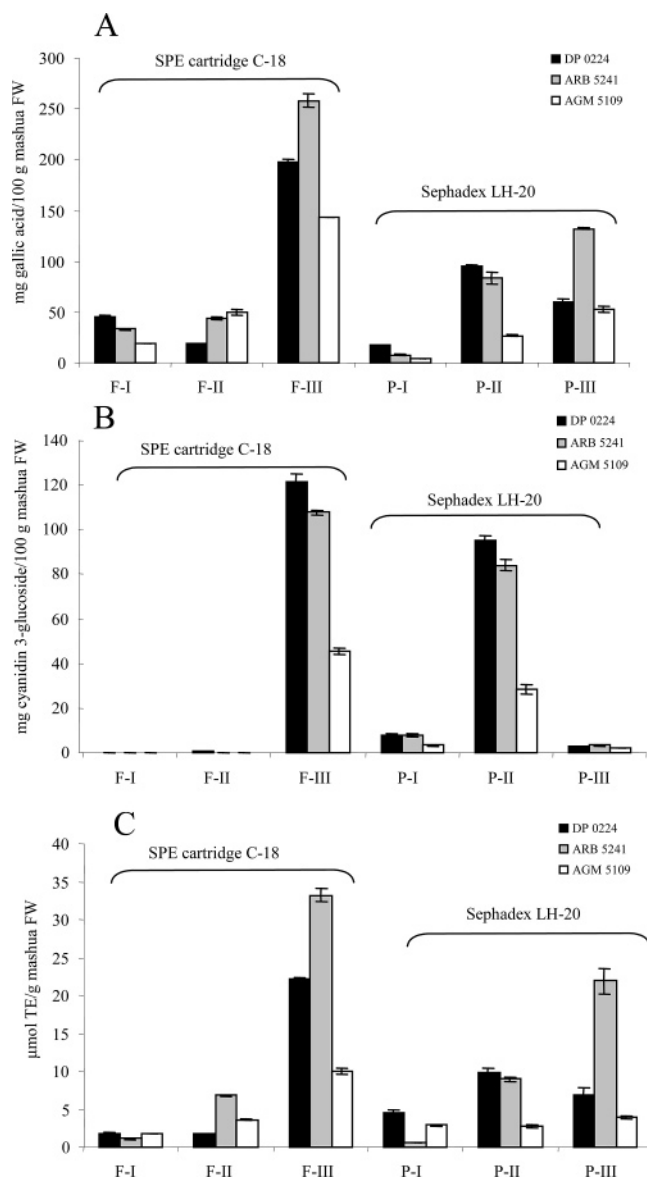 A
SPE cartridge C-18
DP 0224
ARB 5241
AGM 5109
Sephadex LH-20
mg gallic acid/100 g mashua FW
300
250
200
150
100
50
0
F-I F-II F-III P-I P-II P-III
B
SPE cartridge C-18
DP 0224
ARB 5241
AGM 5109
Sephadex LH-20
mg cyanidin 3-glucoside/100 g mashua FW
140
120
100
80
60
40
20
0
F-I F-II F-III P-I P-II P-III
C
SPE cartridge C-18
DP 0224
ARB 5241
AGM 5109
Sephadex LH-20
µmol TE/g mashua FW
40
35
30
25
20
15
10
5
0
F-I F-II F-III P-I P-II P-III